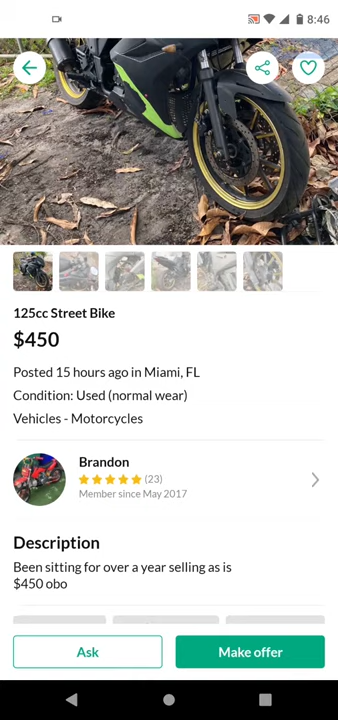 8:46
125cc Street Bike
$450
Posted 15 hours ago in Miami, FL
Condition: Used (normal wear)
Vehicles - Motorcycles
Brandon
(23)
Member since May 2017
Description
Been sitting for over a year selling as is
$450 obo
Ask
Make offer